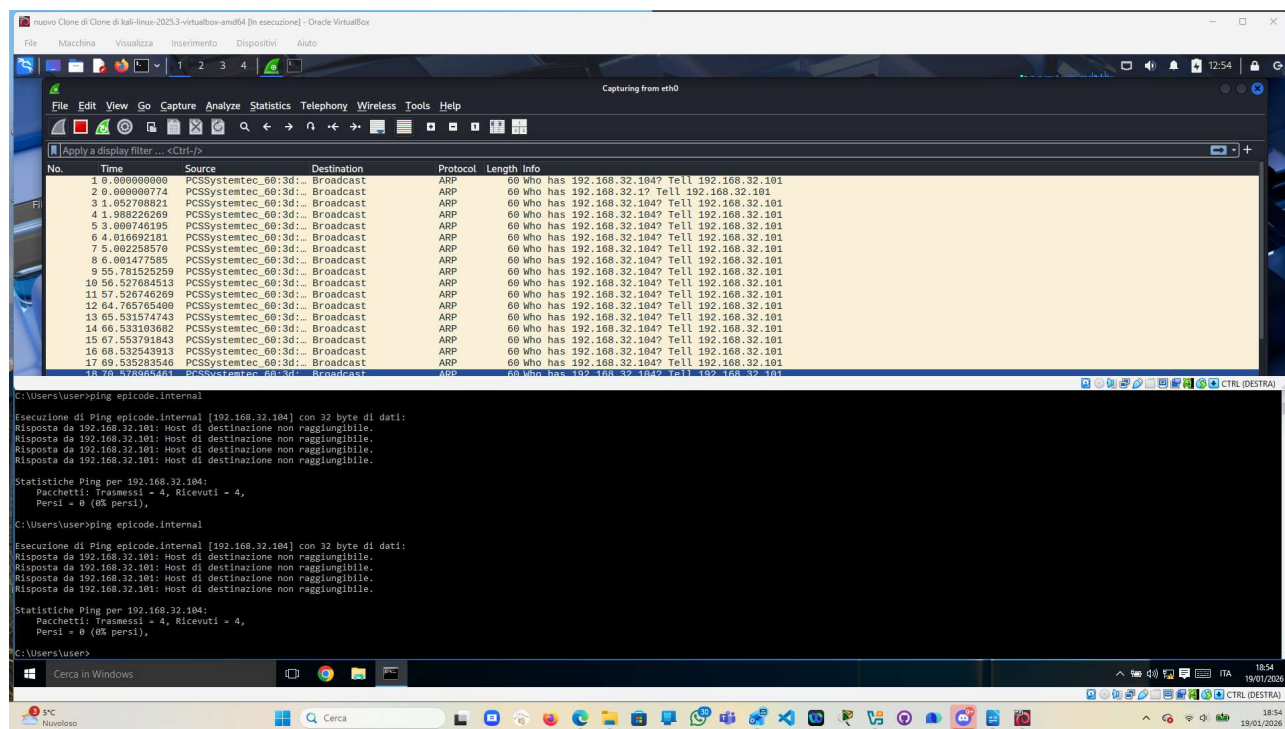 nuovo Clone di Clone di kali-linux-2025.3-virtualbox-amd64 [In esecuzione] - Oracle VirtualBox
File Macchina Visualizza Inserimento Dispositivi Aiuto
1 2 3 4 12:54
Capturing from eth0
File Edit View Go Capture Analyze Statistics Telephony Wireless Tools Help
Apply a display filter ... <Ctrl-/>
No. Time Source Destination Protocol Length Info
1 0.000000000 PCSSystemtec_60:3d:… Broadcast ARP 60 Who has 192.168.32.104? Tell 192.168.32.101
2 0.000000774 PCSSystemtec_60:3d:… Broadcast ARP 60 Who has 192.168.32.1? Tell 192.168.32.101
3 1.052708821 PCSSystemtec_60:3d:… Broadcast ARP 60 Who has 192.168.32.104? Tell 192.168.32.101
4 1.988226269 PCSSystemtec_60:3d:… Broadcast ARP 60 Who has 192.168.32.104? Tell 192.168.32.101
5 3.000746195 PCSSystemtec_60:3d:… Broadcast ARP 60 Who has 192.168.32.104? Tell 192.168.32.101
6 4.016692181 PCSSystemtec_60:3d:… Broadcast ARP 60 Who has 192.168.32.104? Tell 192.168.32.101
7 5.002258570 PCSSystemtec_60:3d:… Broadcast ARP 60 Who has 192.168.32.104? Tell 192.168.32.101
8 6.001477585 PCSSystemtec_60:3d:… Broadcast ARP 60 Who has 192.168.32.104? Tell 192.168.32.101
9 55.781525259 PCSSystemtec_60:3d:… Broadcast ARP 60 Who has 192.168.32.104? Tell 192.168.32.101
10 56.527684513 PCSSystemtec_60:3d:… Broadcast ARP 60 Who has 192.168.32.104? Tell 192.168.32.101
11 57.526746269 PCSSystemtec_60:3d:… Broadcast ARP 60 Who has 192.168.32.104? Tell 192.168.32.101
12 64.765765400 PCSSystemtec_60:3d:… Broadcast ARP 60 Who has 192.168.32.104? Tell 192.168.32.101
13 65.531574743 PCSSystemtec_60:3d:… Broadcast ARP 60 Who has 192.168.32.104? Tell 192.168.32.101
14 66.533103682 PCSSystemtec_60:3d:… Broadcast ARP 60 Who has 192.168.32.104? Tell 192.168.32.101
15 67.553791843 PCSSystemtec_60:3d:… Broadcast ARP 60 Who has 192.168.32.104? Tell 192.168.32.101
16 68.532543913 PCSSystemtec_60:3d:… Broadcast ARP 60 Who has 192.168.32.104? Tell 192.168.32.101
17 69.535283546 PCSSystemtec_60:3d:… Broadcast ARP 60 Who has 192.168.32.104? Tell 192.168.32.101
18 70.578965461 PCSSystemtec_60:3d:… Broadcast ARP 60 Who has 192.168.32.104? Tell 192.168.32.101
CTRL (DESTRA)
C:\Users\user>ping epicode.internal
Esecuzione di Ping epicode.internal [192.168.32.104] con 32 byte di dati:
Risposta da 192.168.32.101: Host di destinazione non raggiungibile.
Risposta da 192.168.32.101: Host di destinazione non raggiungibile.
Risposta da 192.168.32.101: Host di destinazione non raggiungibile.
Risposta da 192.168.32.101: Host di destinazione non raggiungibile.
Statistiche Ping per 192.168.32.104:
Pacchetti: Trasmessi = 4, Ricevuti = 4,
Persi = 0 (0% persi),
C:\Users\user>ping epicode.internal
Esecuzione di Ping epicode.internal [192.168.32.104] con 32 byte di dati:
Risposta da 192.168.32.101: Host di destinazione non raggiungibile.
Risposta da 192.168.32.101: Host di destinazione non raggiungibile.
Risposta da 192.168.32.101: Host di destinazione non raggiungibile.
Risposta da 192.168.32.101: Host di destinazione non raggiungibile.
Statistiche Ping per 192.168.32.104:
Pacchetti: Trasmessi = 4, Ricevuti = 4,
Persi = 0 (0% persi),
C:\Users\user>
Cerca in Windows ITA 18:54
19/01/2026
CTRL (DESTRA)
5°C
Nuvoloso
Cerca
18:54
19/01/2026